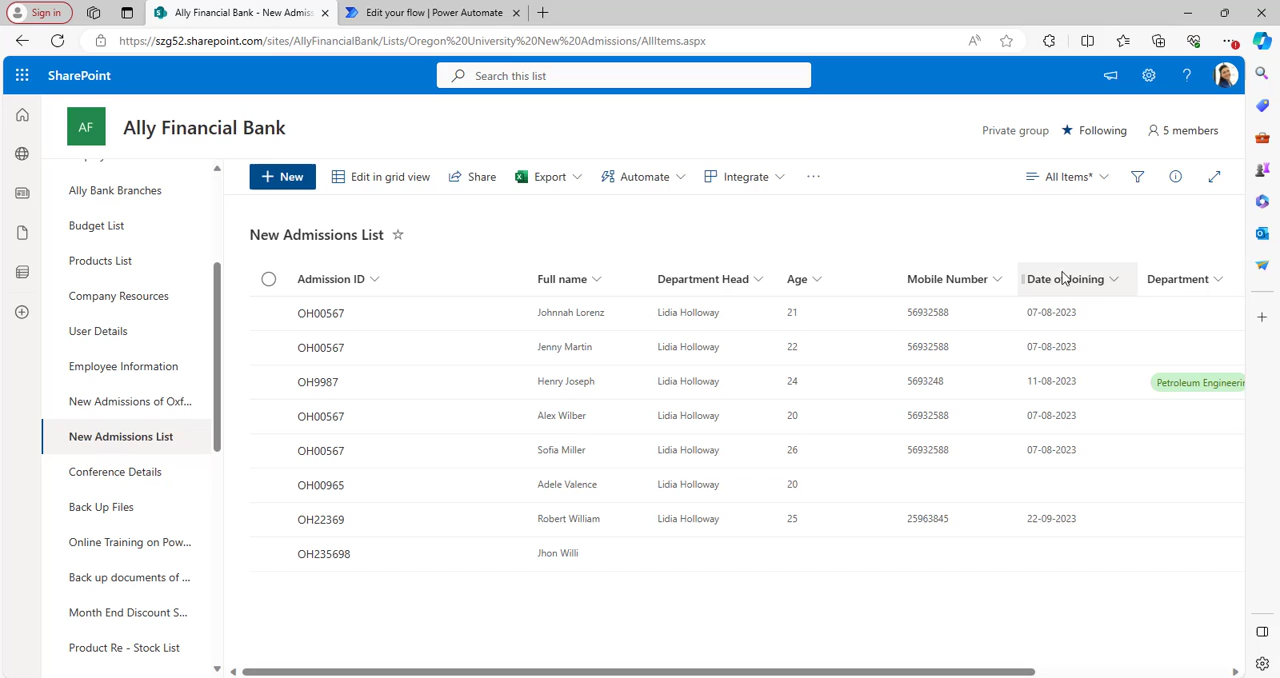 Sign in
Ally Financial Bank - New Admiss
Edit your flow | Power Automate
https://szg52.sharepoint.com/sites/AllyFinancialBank/Lists/Oregon%20University%20New%20Admissions/AllItems.aspx
SharePoint
Search this list
AF
Ally Financial Bank
Private group
Following
5 members
Ally Bank Branches
Budget List
Products List
Company Resources
User Details
Employee Information
New Admissions of Oxf...
New Admissions List
Conference Details
Back Up Files
Online Training on Pow...
Back up documents of ...
Month End Discount S...
Product Re - Stock List
+ New
Edit in grid view
Share
Export
Automate
Integrate
...
All Items*
New Admissions List
Admission ID Full name Department Head Age Mobile Number Date of Joining Department
OH00567 Johnnah Lorenz Lidia Holloway 21 56932588 07-08-2023
OH00567 Jenny Martin Lidia Holloway 22 56932588 07-08-2023
OH9987 Henry Joseph Lidia Holloway 24 5693248 11-08-2023 Petroleum Engineerin
OH00567 Alex Wilber Lidia Holloway 20 56932588 07-08-2023
OH00567 Sofia Miller Lidia Holloway 26 56932588 07-08-2023
OH00965 Adele Valence Lidia Holloway 20
OH22369 Robert William Lidia Holloway 25 25963845 22-09-2023
OH235698 Jhon Willi